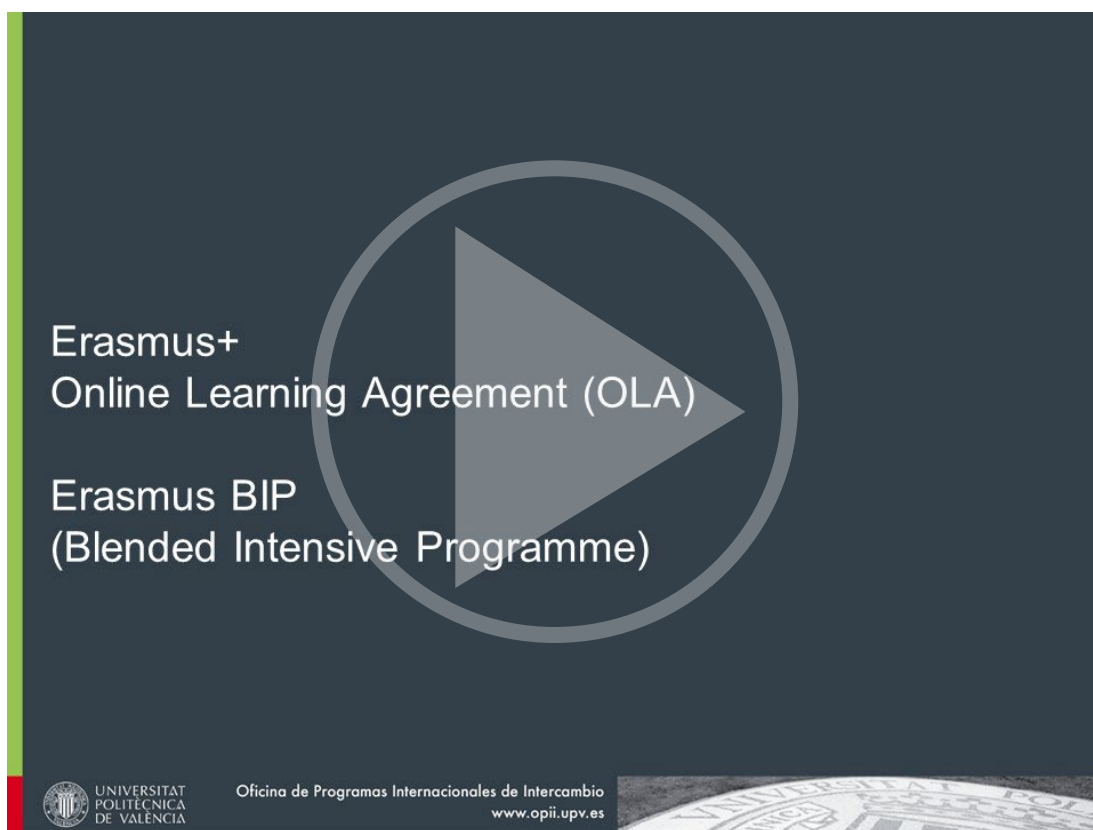 Erasmus+
Online Learning Agreement (OLA)
Erasmus BIP
(Blended Intensive Programme)
UNIVERSITAT
POLITÈCNICA
DE VALÈNCIA
Oficina de Programas Internacionales de Intercambio
www.opii.upv.es